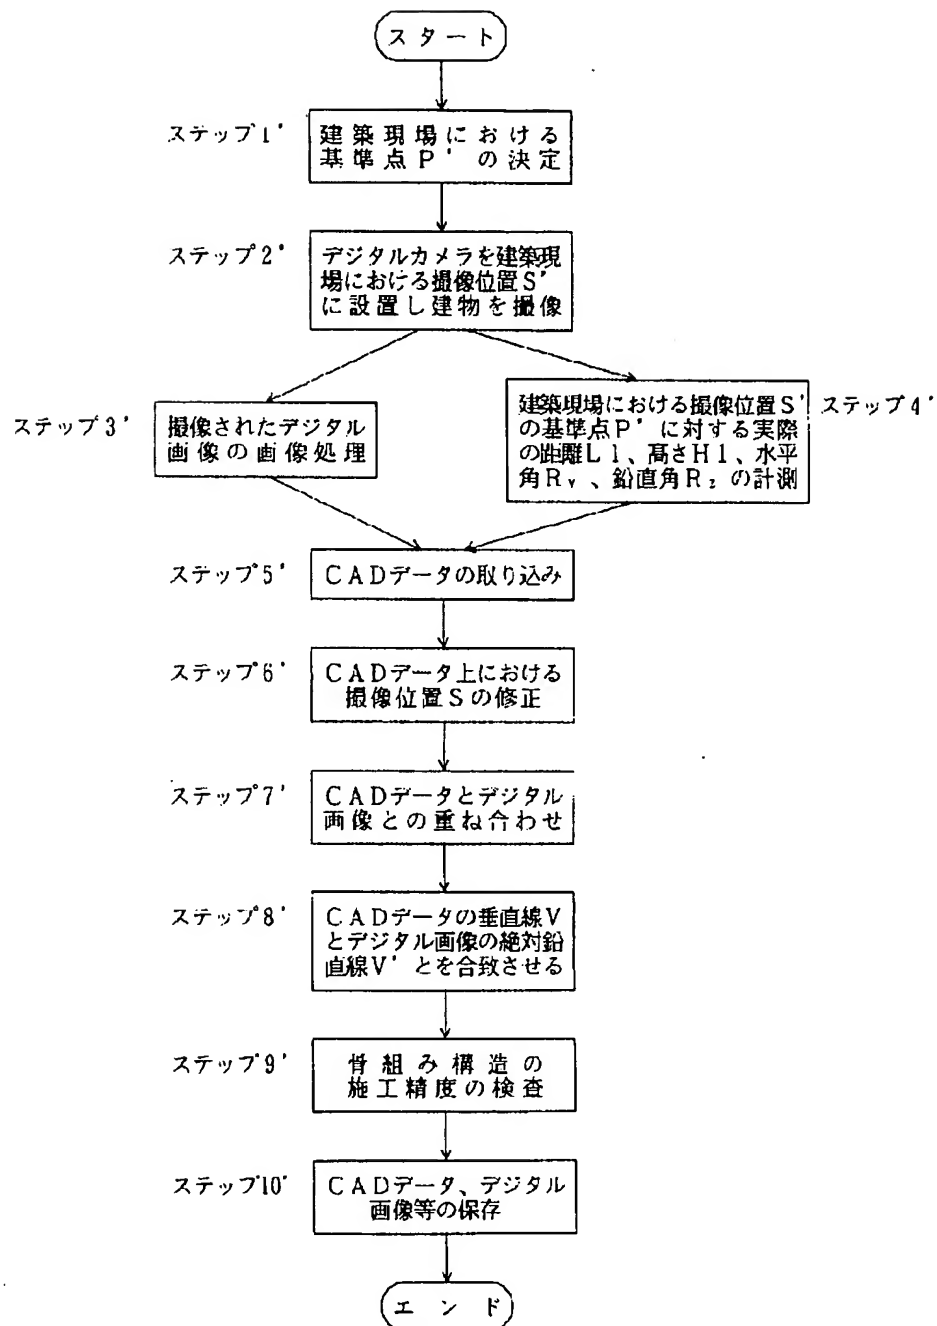 スタート
ステップ1'
建築現場における
基準点P'の決定
ステップ2'
デジタルカメラを建築現
場における撮像位置S'
に設置し建物を撮像
ステップ3'
撮像されたデジタル
画像の画像処理
建築現場における撮像位置S'
の基準点P'に対する実際
の距離L1、高さH1、水平
角Rᵧ、鉛直角R_zの計測
ステップ4'
ステップ5'
CADデータの取り込み
ステップ6'
CADデータ上における
撮像位置Sの修正
ステップ7'
CADデータとデジタル
画像との重ね合わせ
ステップ8'
CADデータの垂直線V
とデジタル画像の絶対鉛
直線V'とを合致させる
ステップ9'
骨組み構造の
施工精度の検査
ステップ10'
CADデータ、デジタル
画像等の保存
エンド